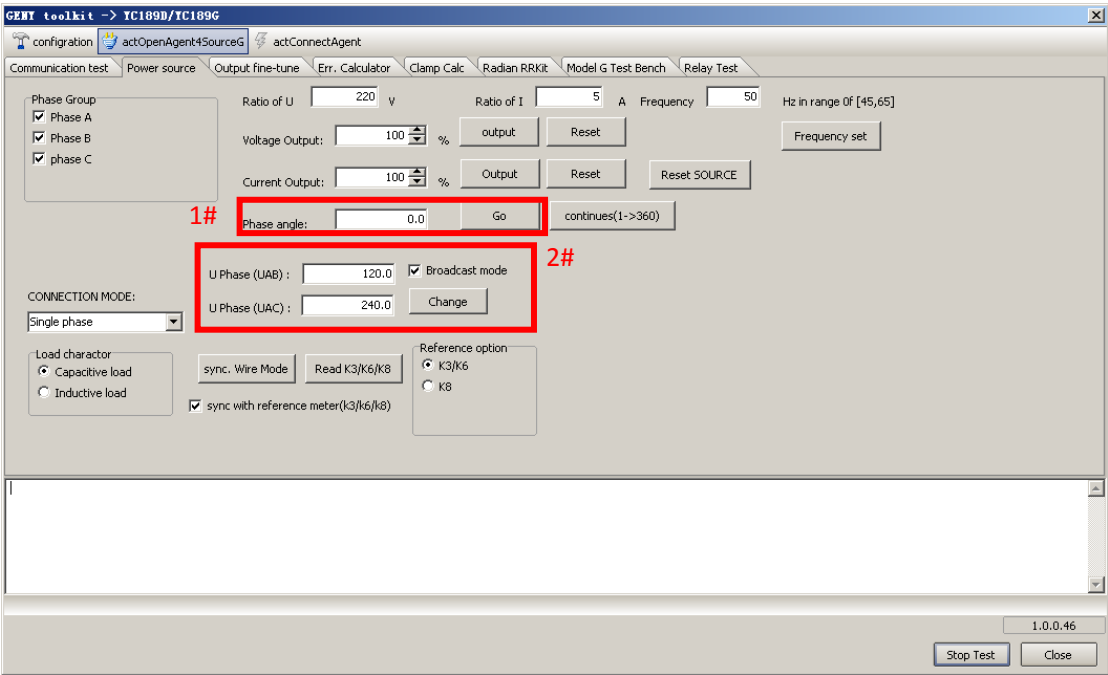 GENY toolkit -> YC189D/YC189G
configration actOpenAgent4SourceG actConnectAgent
Communication test Power source Output fine-tune Err. Calculator Clamp Calc Radian RRKit Model G Test Bench Relay Test
Phase Group
Phase A
Phase B
phase C
Ratio of U 220 V Ratio of I 5 A Frequency 50 Hz in range 0f [45,65]
Voltage Output: 100 % output Reset Frequency set
Current Output: 100 % Output Reset Reset SOURCE
1# Phase angle: 0.0 Go continues(1->360)
2#
U Phase (UAB) : 120.0 Broadcast mode
U Phase (UAC) : 240.0 Change
CONNECTION MODE:
Single phase
Load charactor
Capacitive load
Inductive load
sync. Wire Mode Read K3/K6/K8
sync with reference meter(k3/k6/k8)
Reference option
K3/K6
K8
1.0.0.46
Stop Test Close